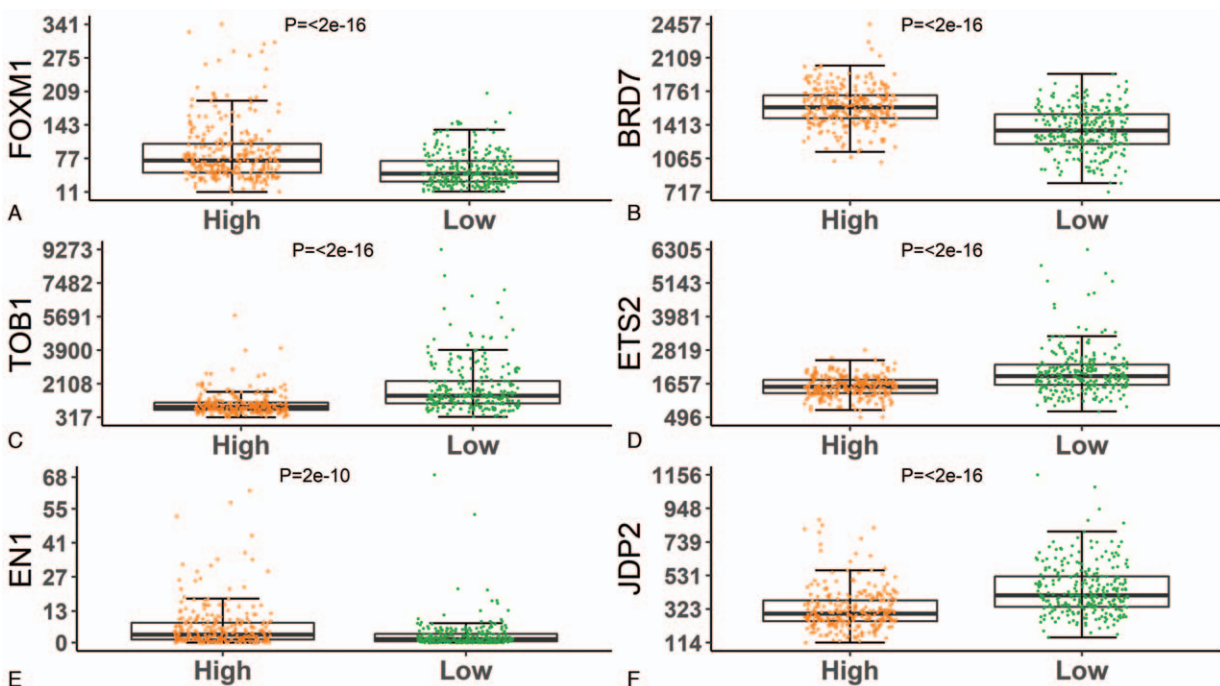 FOXM1
341
275
209
143
77
11
P=<2e-16
High
Low
A
BRD7
2457
2109
1761
1413
1065
717
P=<2e-16
High
Low
B
TOB1
9273
7482
5691
3900
2108
317
P=<2e-16
High
Low
C
ETS2
6305
5143
3981
2819
1657
496
P=<2e-16
High
Low
D
EN1
68
55
41
27
13
0
P=2e-10
High
Low
E
JDP2
1156
948
739
531
323
114
P=<2e-16
High
Low
F